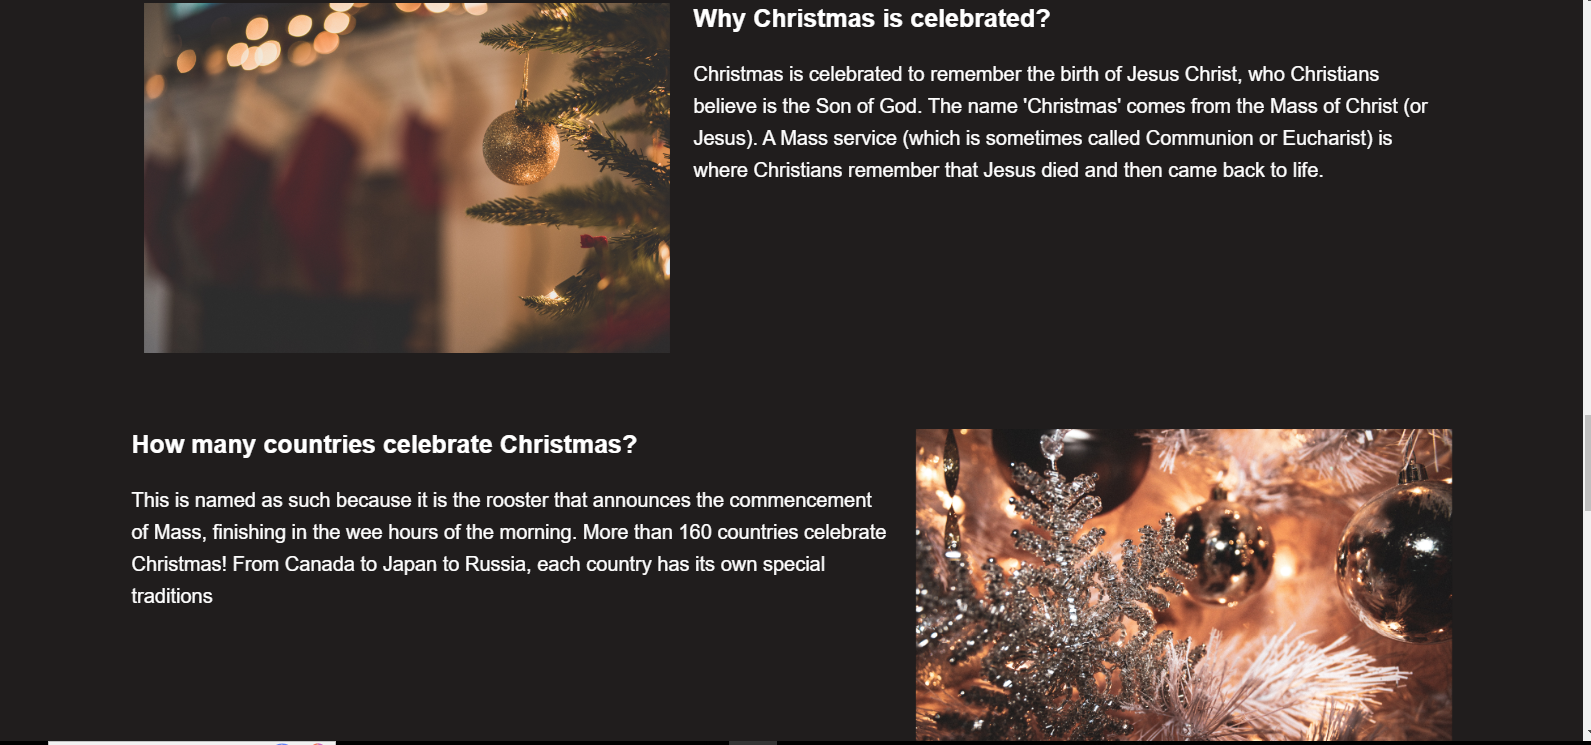 Why Christmas is celebrated?
Christmas is celebrated to remember the birth of Jesus Christ, who Christians
believe is the Son of God. The name 'Christmas' comes from the Mass of Christ (or
Jesus). A Mass service (which is sometimes called Communion or Eucharist) is
where Christians remember that Jesus died and then came back to life.
How many countries celebrate Christmas?
This is named as such because it is the rooster that announces the commencement
of Mass, finishing in the wee hours of the morning. More than 160 countries celebrate
Christmas! From Canada to Japan to Russia, each country has its own special
traditions